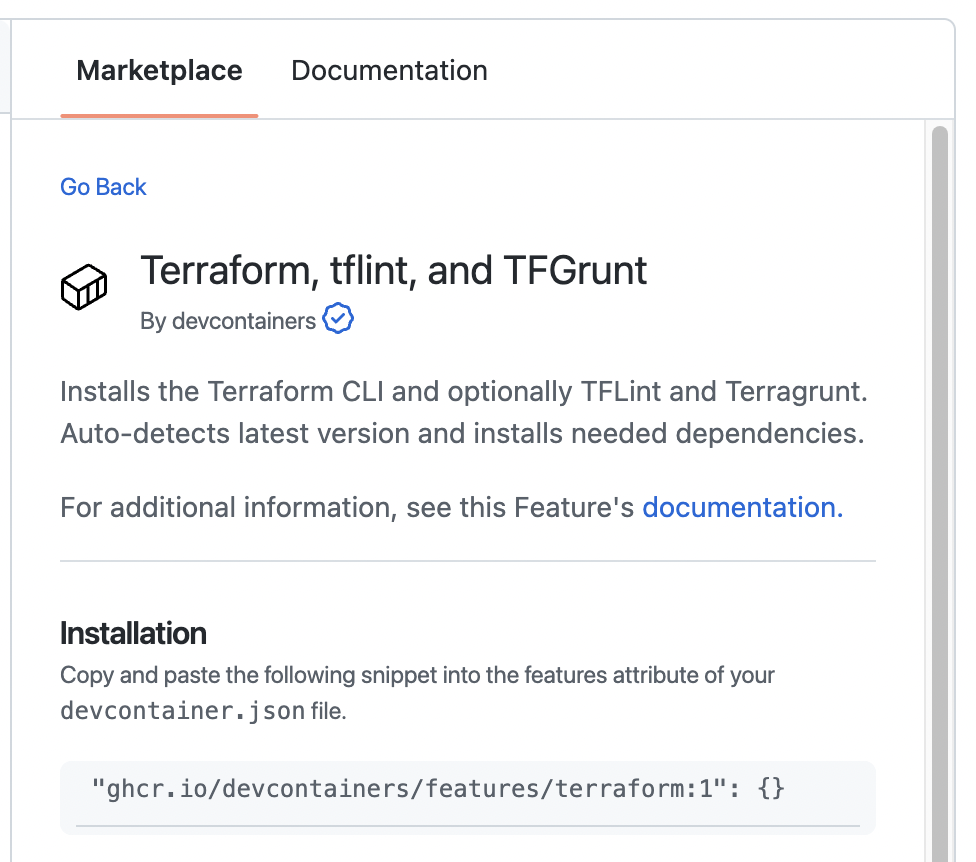 Marketplace Documentation
Go Back
Terraform, tflint, and TFGrunt
By devcontainers
Installs the Terraform CLI and optionally TFLint and Terragrunt.
Auto-detects latest version and installs needed dependencies.
For additional information, see this Feature's documentation.
Installation
Copy and paste the following snippet into the features attribute of your
devcontainer.json file.
"ghcr.io/devcontainers/features/terraform:1": {}